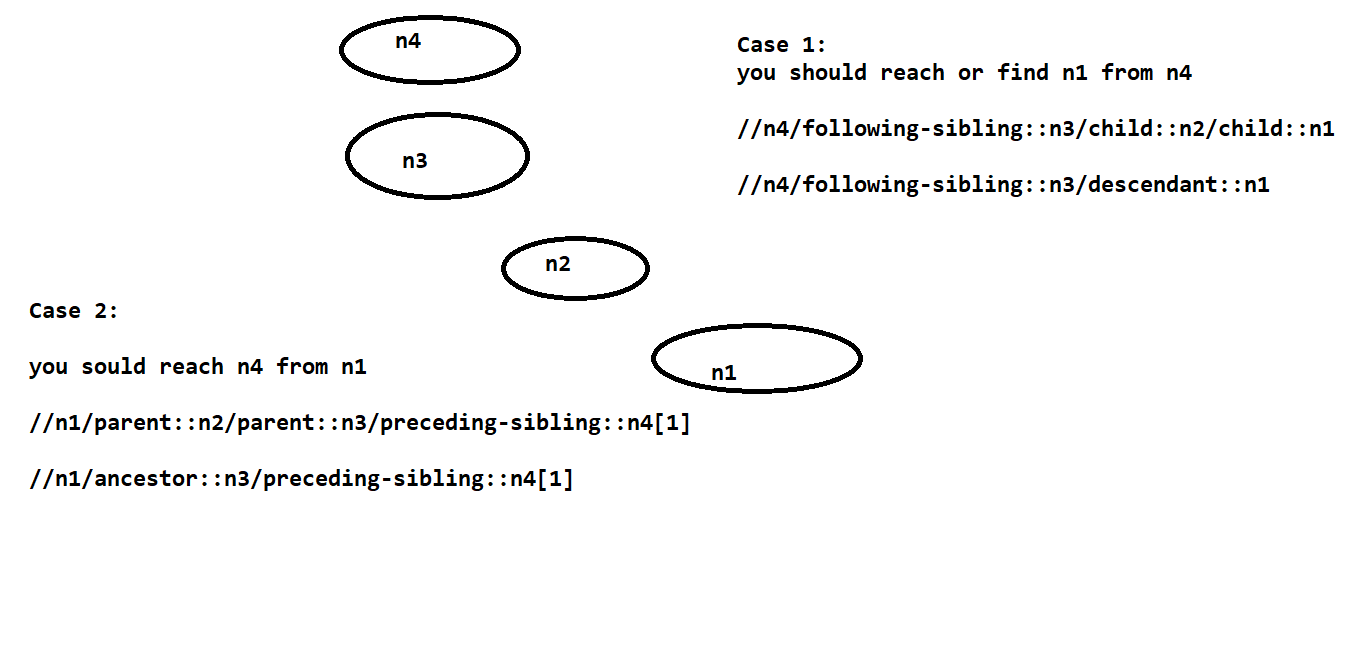 n4
Case 1:
you should reach or find n1 from n4
//n4/following-sibling::n3/child::n2/child::n1
n3
//n4/following-sibling::n3/descendant::n1
n2
Case 2:
you sould reach n4 from n1
n1
//n1/parent::n2/parent::n3/preceding-sibling::n4[1]
//n1/ancestor::n3/preceding-sibling::n4[1]